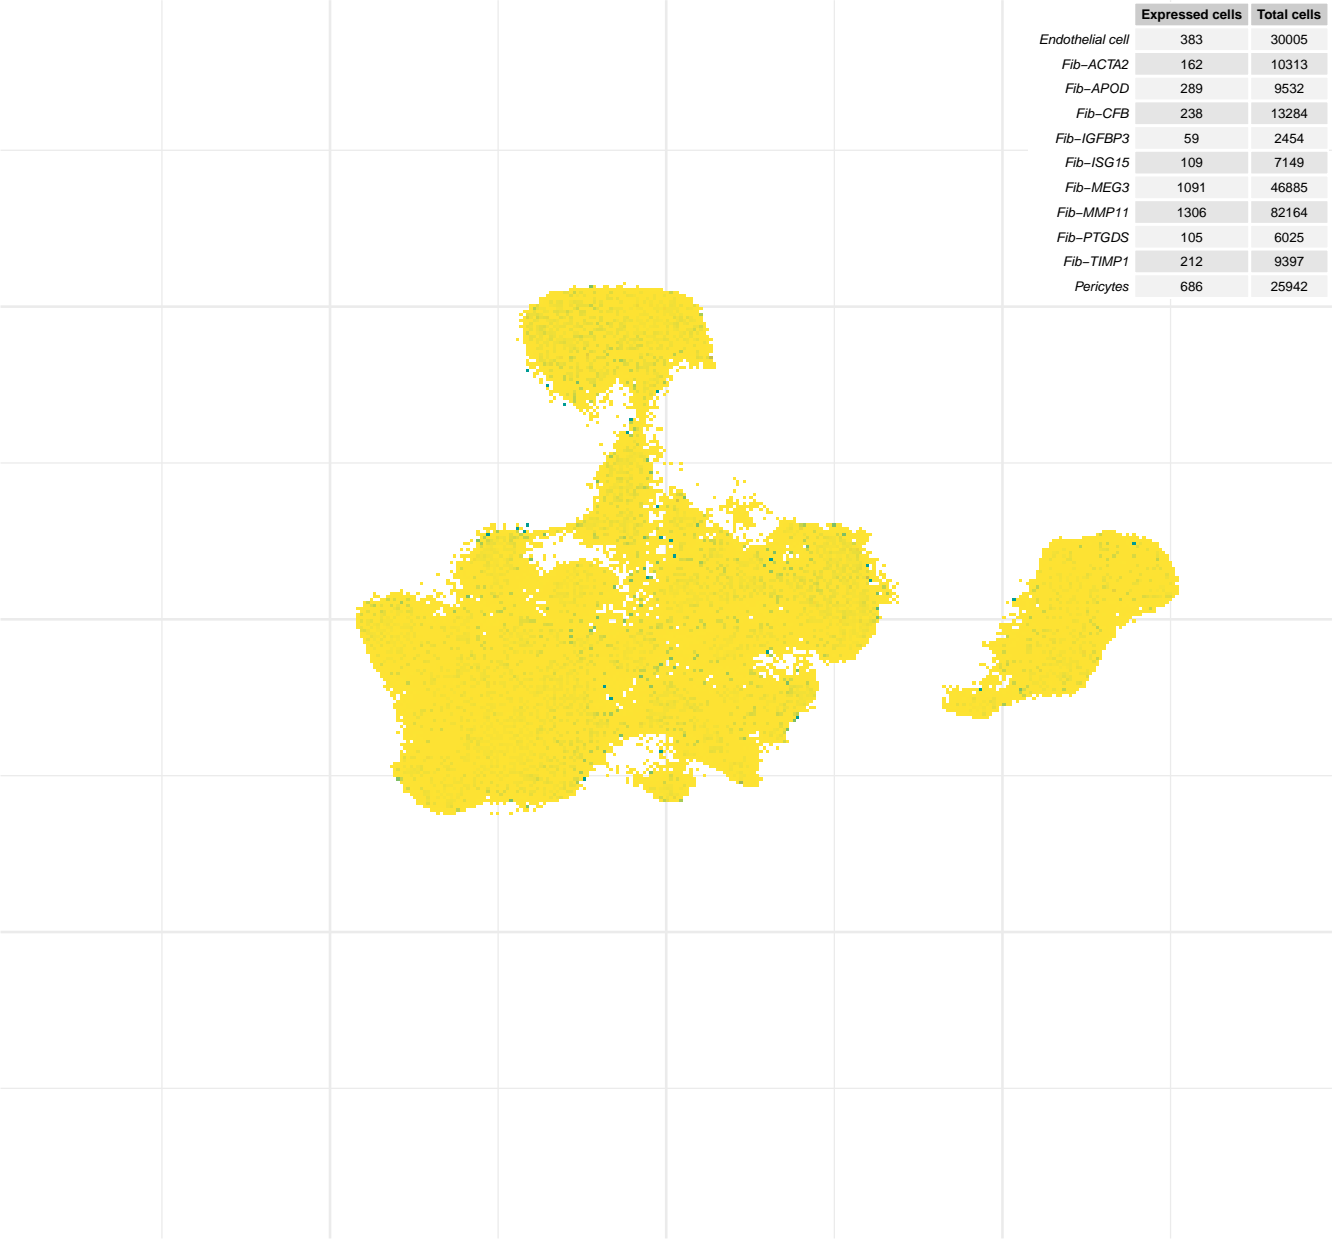 Expressed cells Total cells
Endothelial cell 383 30005
Fib−ACTA2 162 10313
Fib−APOD 289 9532
Fib−CFB 238 13284
Fib−IGFBP3 59 2454
Fib−ISG15 109 7149
Fib−MEG3 1091 46885
Fib−MMP11 1306 82164
Fib−PTGDS 105 6025
Fib−TIMP1 212 9397
Pericytes 686 25942